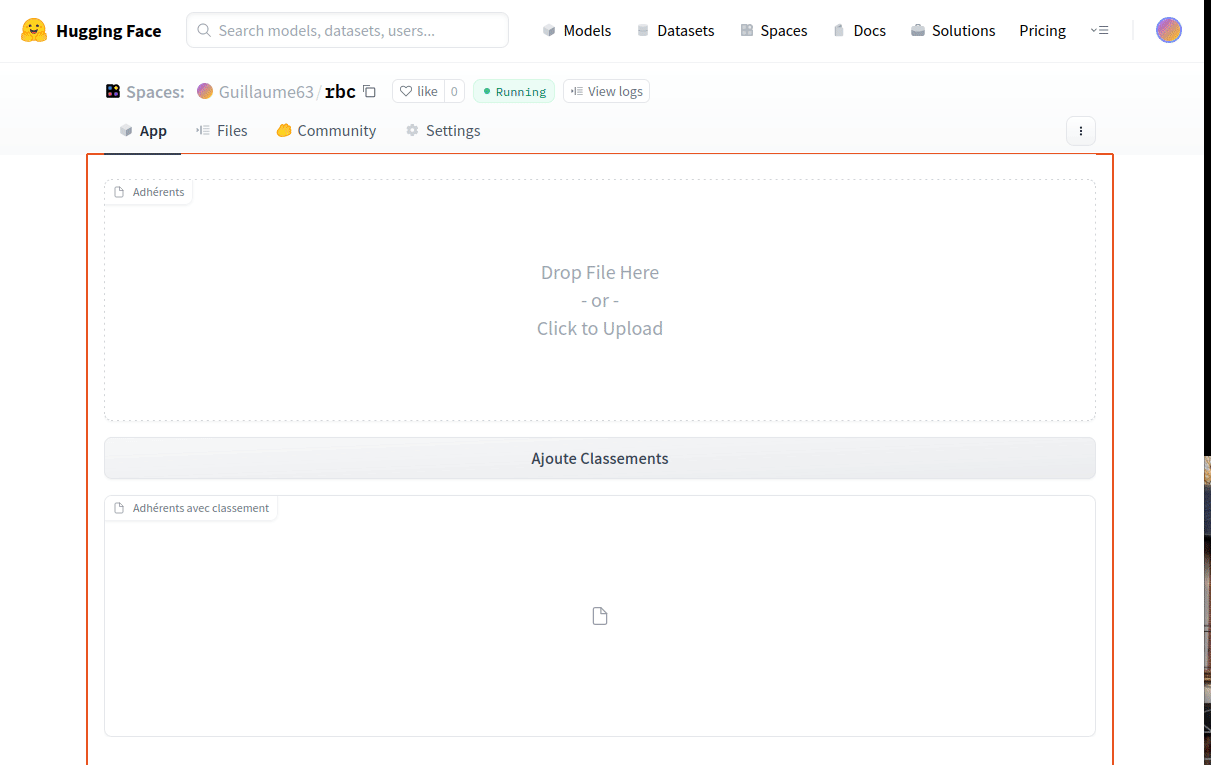 Hugging Face Search models, datasets, users... Models Datasets Spaces Docs Solutions Pricing
Spaces: Guillaume63/rbc like 0 Running View logs
App Files Community Settings
Adhérents
Drop File Here
- or -
Click to Upload
Ajoute Classements
Adhérents avec classement